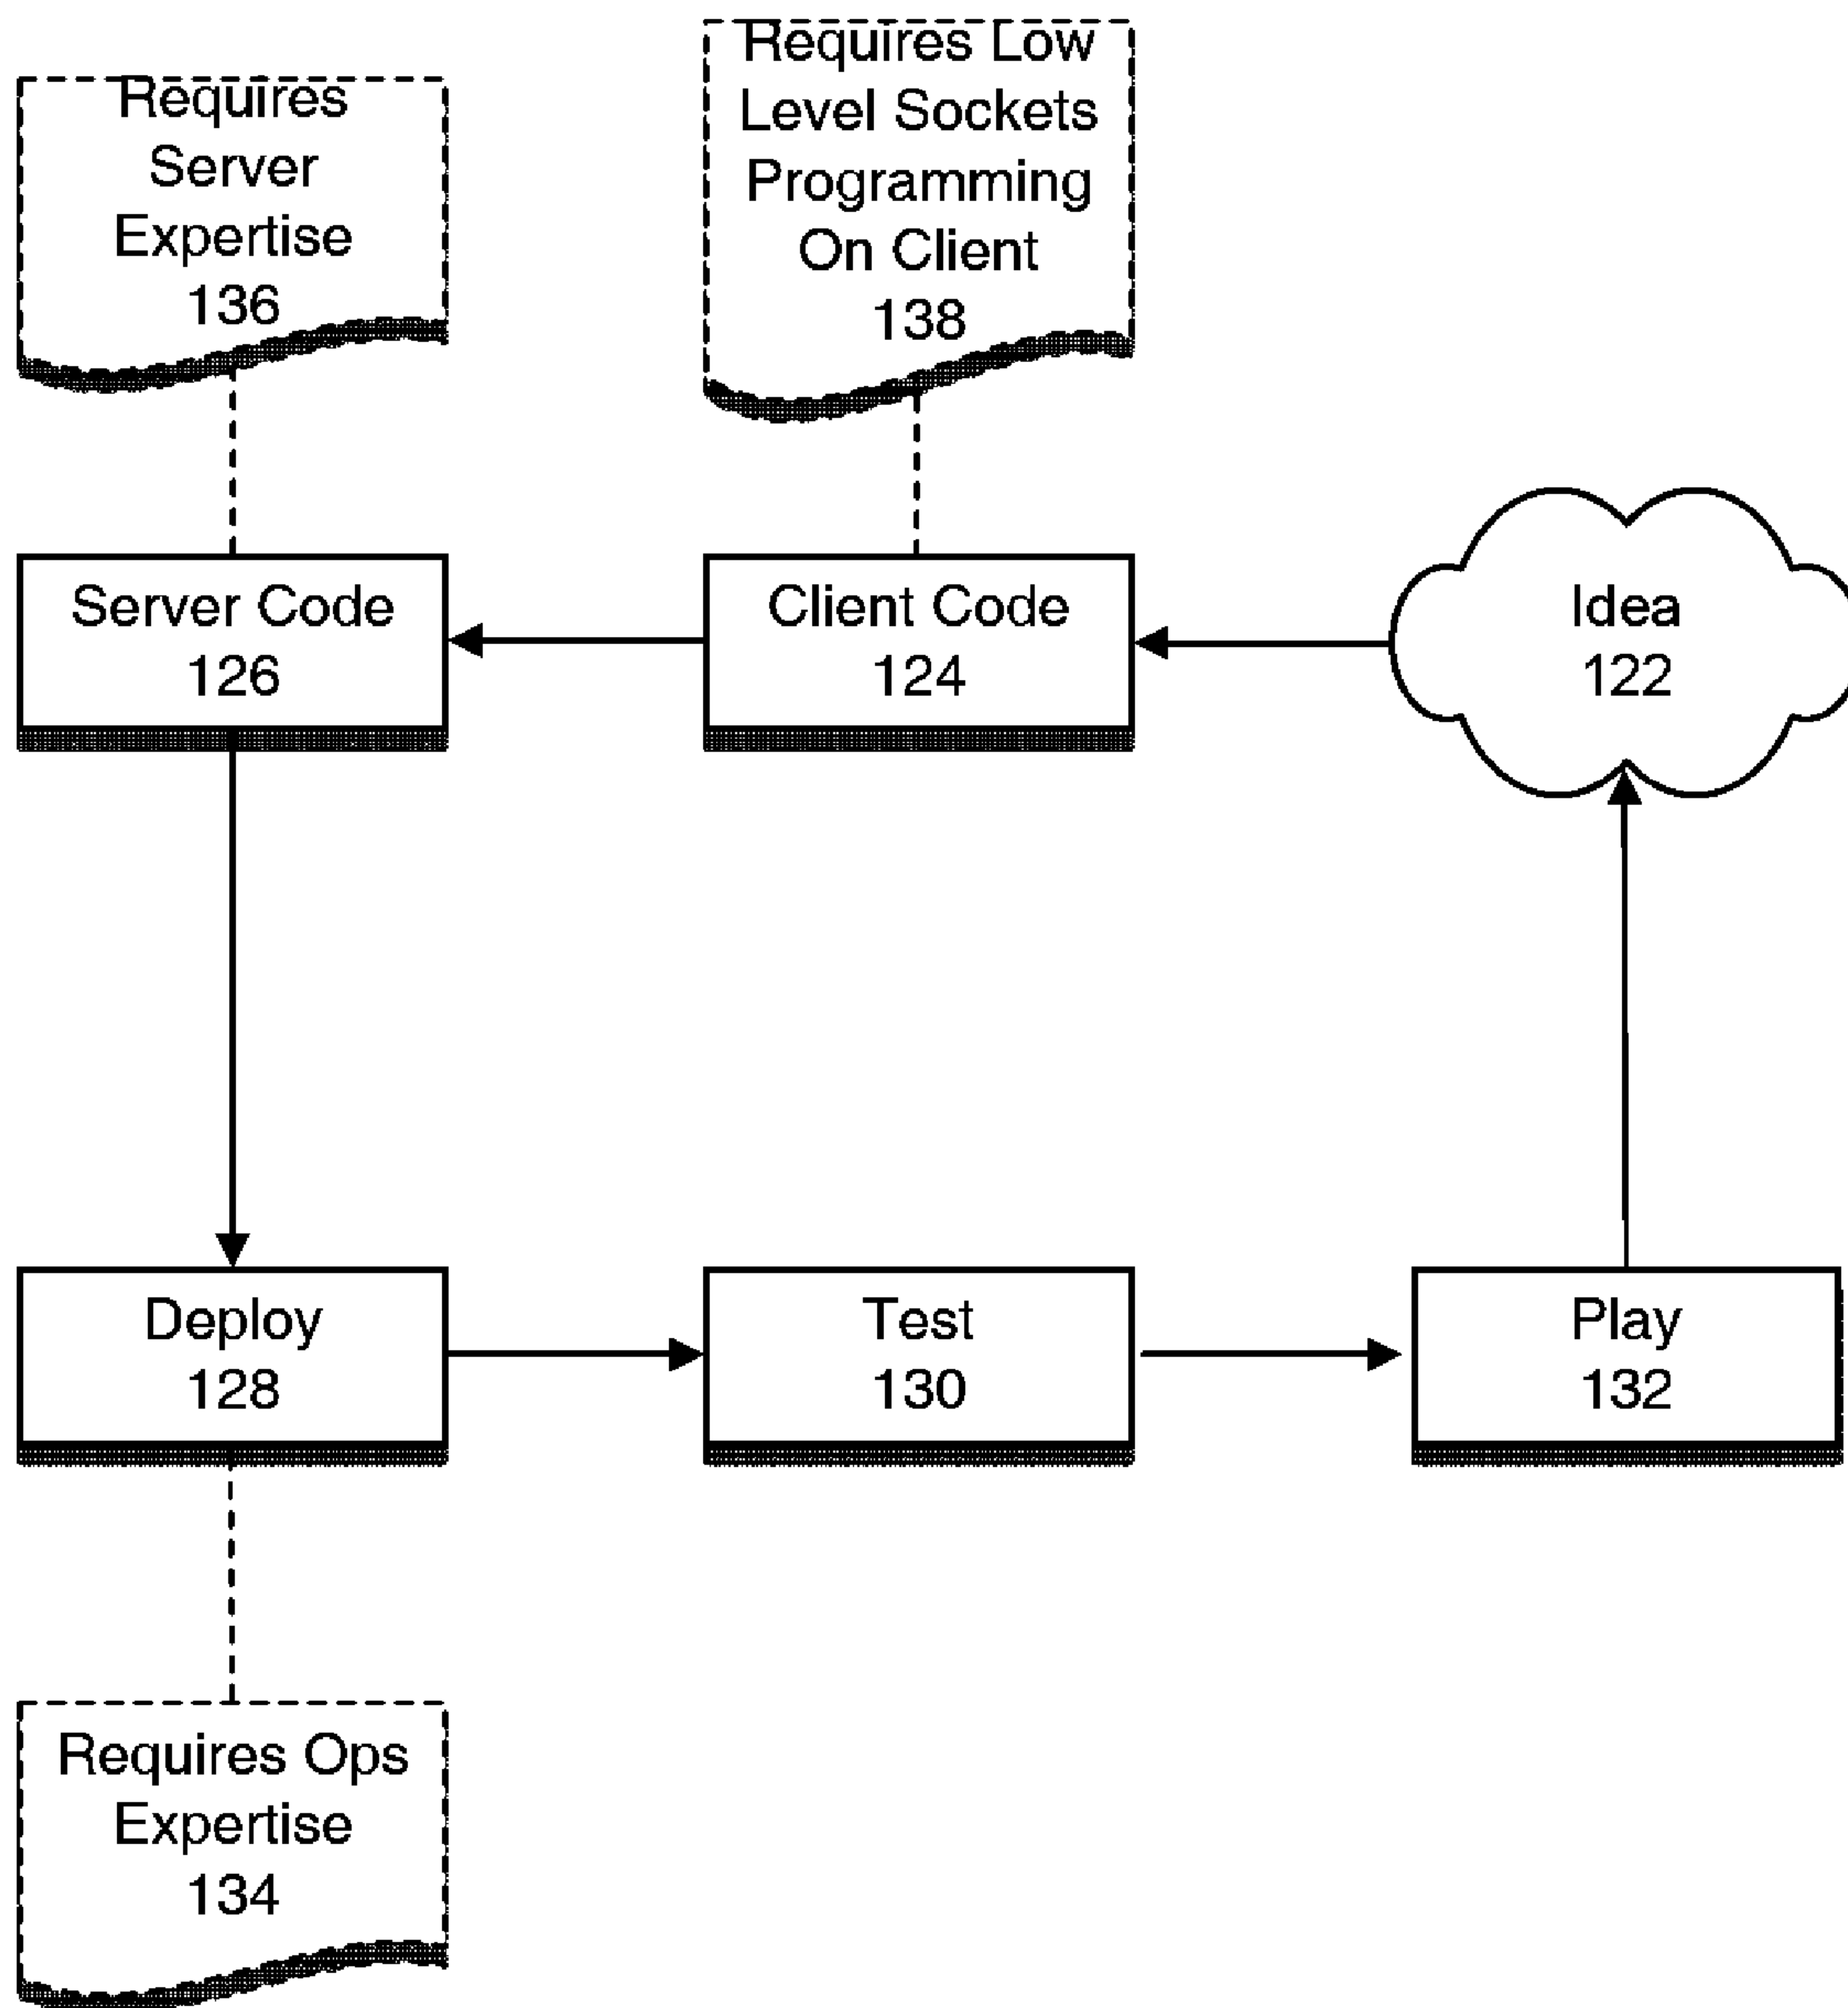 Requires
Server
Expertise
136
Requires Low
Level Sockets
Programming
On Client
138
Server Code
126
Client Code
124
Idea
122
Deploy
128
Test
130
Play
132
Requires Ops
Expertise
134